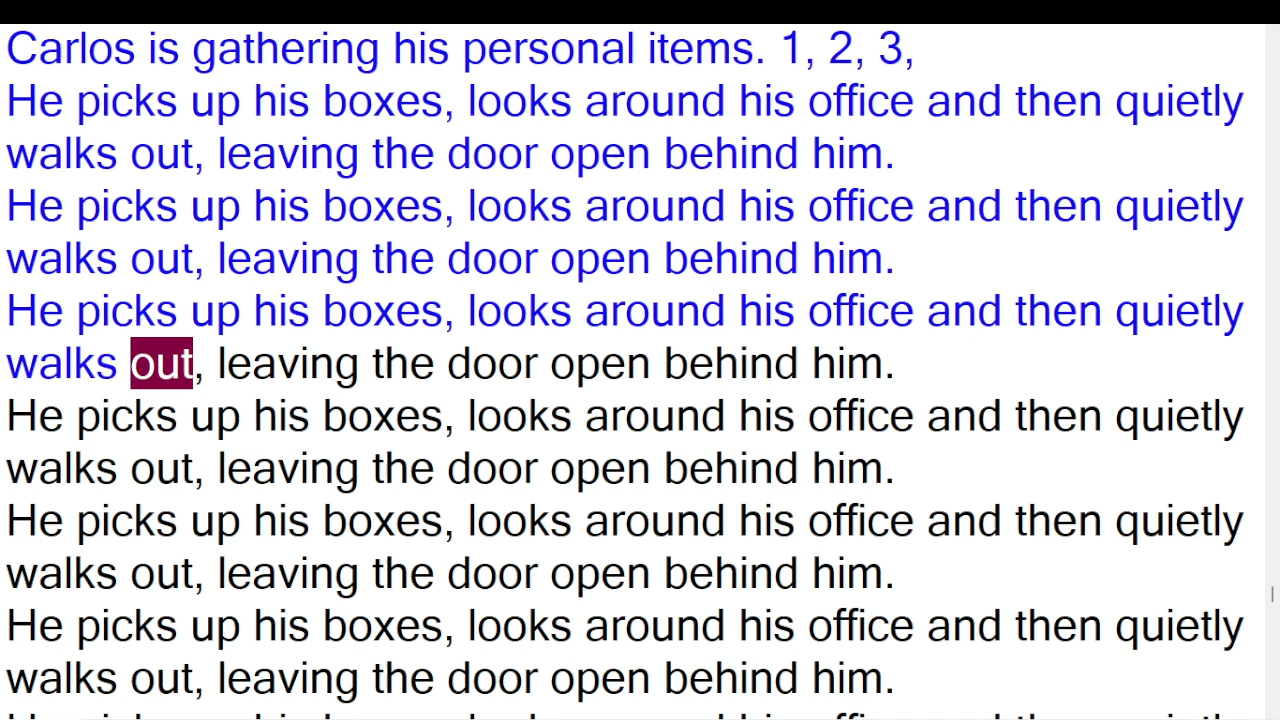 Carlos is gathering his personal items. 1, 2, 3,
He picks up his boxes, looks around his office and then quietly
walks out, leaving the door open behind him.
He picks up his boxes, looks around his office and then quietly
walks out, leaving the door open behind him.
He picks up his boxes, looks around his office and then quietly
walks out, leaving the door open behind him.
He picks up his boxes, looks around his office and then quietly
walks out, leaving the door open behind him.
He picks up his boxes, looks around his office and then quietly
walks out, leaving the door open behind him.
He picks up his boxes, looks around his office and then quietly
walks out, leaving the door open behind him.